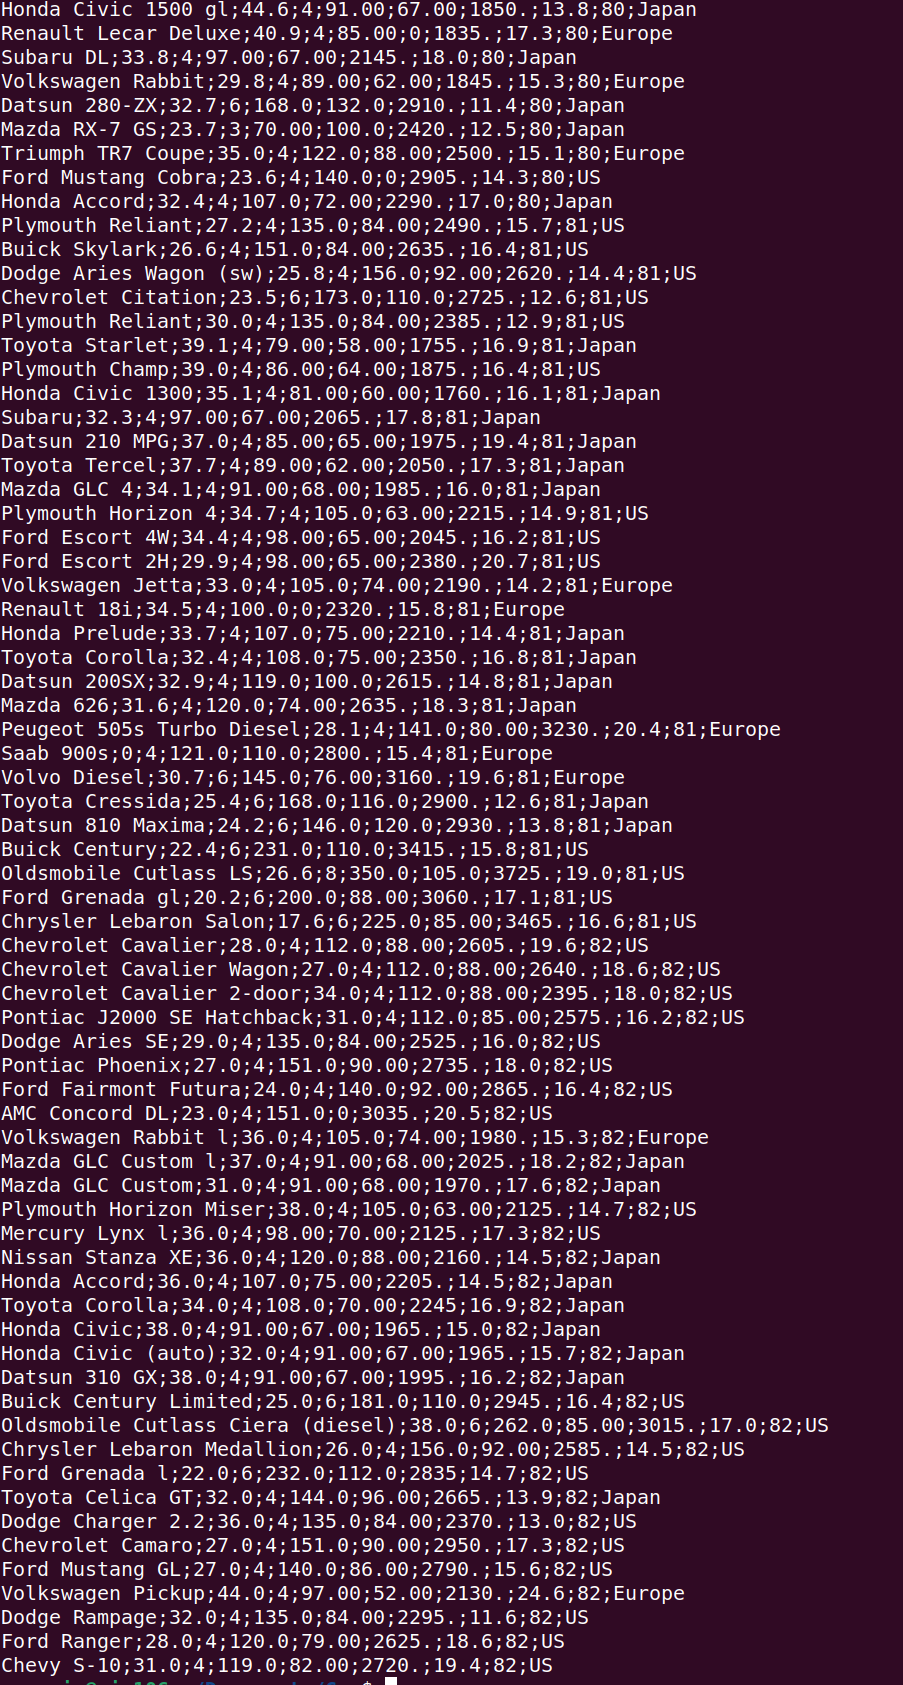 Honda Civic 1500 gl;44.6;4;91.00;67.00;1850.;13.8;80;Japan
Renault Lecar Deluxe;40.9;4;85.00;0;1835.;17.3;80;Europe
Subaru DL;33.8;4;97.00;67.00;2145.;18.0;80;Japan
Volkswagen Rabbit;29.8;4;89.00;62.00;1845.;15.3;80;Europe
Datsun 280-ZX;32.7;6;168.0;132.0;2910.;11.4;80;Japan
Mazda RX-7 GS;23.7;3;70.00;100.0;2420.;12.5;80;Japan
Triumph TR7 Coupe;35.0;4;122.0;88.00;2500.;15.1;80;Europe
Ford Mustang Cobra;23.6;4;140.0;0;2905.;14.3;80;US
Honda Accord;32.4;4;107.0;72.00;2290.;17.0;80;Japan
Plymouth Reliant;27.2;4;135.0;84.00;2490.;15.7;81;US
Buick Skylark;26.6;4;151.0;84.00;2635.;16.4;81;US
Dodge Aries Wagon (sw);25.8;4;156.0;92.00;2620.;14.4;81;US
Chevrolet Citation;23.5;6;173.0;110.0;2725.;12.6;81;US
Plymouth Reliant;30.0;4;135.0;84.00;2385.;12.9;81;US
Toyota Starlet;39.1;4;79.00;58.00;1755.;16.9;81;Japan
Plymouth Champ;39.0;4;86.00;64.00;1875.;16.4;81;US
Honda Civic 1300;35.1;4;81.00;60.00;1760.;16.1;81;Japan
Subaru;32.3;4;97.00;67.00;2065.;17.8;81;Japan
Datsun 210 MPG;37.0;4;85.00;65.00;1975.;19.4;81;Japan
Toyota Tercel;37.7;4;89.00;62.00;2050.;17.3;81;Japan
Mazda GLC 4;34.1;4;91.00;68.00;1985.;16.0;81;Japan
Plymouth Horizon 4;34.7;4;105.0;63.00;2215.;14.9;81;US
Ford Escort 4W;34.4;4;98.00;65.00;2045.;16.2;81;US
Ford Escort 2H;29.9;4;98.00;65.00;2380.;20.7;81;US
Volkswagen Jetta;33.0;4;105.0;74.00;2190.;14.2;81;Europe
Renault 18i;34.5;4;100.0;0;2320.;15.8;81;Europe
Honda Prelude;33.7;4;107.0;75.00;2210.;14.4;81;Japan
Toyota Corolla;32.4;4;108.0;75.00;2350.;16.8;81;Japan
Datsun 200SX;32.9;4;119.0;100.0;2615.;14.8;81;Japan
Mazda 626;31.6;4;120.0;74.00;2635.;18.3;81;Japan
Peugeot 505s Turbo Diesel;28.1;4;141.0;80.00;3230.;20.4;81;Europe
Saab 900s;0;4;121.0;110.0;2800.;15.4;81;Europe
Volvo Diesel;30.7;6;145.0;76.00;3160.;19.6;81;Europe
Toyota Cressida;25.4;6;168.0;116.0;2900.;12.6;81;Japan
Datsun 810 Maxima;24.2;6;146.0;120.0;2930.;13.8;81;Japan
Buick Century;22.4;6;231.0;110.0;3415.;15.8;81;US
Oldsmobile Cutlass LS;26.6;8;350.0;105.0;3725.;19.0;81;US
Ford Grenada gl;20.2;6;200.0;88.00;3060.;17.1;81;US
Chrysler Lebaron Salon;17.6;6;225.0;85.00;3465.;16.6;81;US
Chevrolet Cavalier;28.0;4;112.0;88.00;2605.;19.6;82;US
Chevrolet Cavalier Wagon;27.0;4;112.0;88.00;2640.;18.6;82;US
Chevrolet Cavalier 2-door;34.0;4;112.0;88.00;2395.;18.0;82;US
Pontiac J2000 SE Hatchback;31.0;4;112.0;85.00;2575.;16.2;82;US
Dodge Aries SE;29.0;4;135.0;84.00;2525.;16.0;82;US
Pontiac Phoenix;27.0;4;151.0;90.00;2735.;18.0;82;US
Ford Fairmont Futura;24.0;4;140.0;92.00;2865.;16.4;82;US
AMC Concord DL;23.0;4;151.0;0;3035.;20.5;82;US
Volkswagen Rabbit l;36.0;4;105.0;74.00;1980.;15.3;82;Europe
Mazda GLC Custom l;37.0;4;91.00;68.00;2025.;18.2;82;Japan
Mazda GLC Custom;31.0;4;91.00;68.00;1970.;17.6;82;Japan
Plymouth Horizon Miser;38.0;4;105.0;63.00;2125.;14.7;82;US
Mercury Lynx l;36.0;4;98.00;70.00;2125.;17.3;82;US
Nissan Stanza XE;36.0;4;120.0;88.00;2160.;14.5;82;Japan
Honda Accord;36.0;4;107.0;75.00;2205.;14.5;82;Japan
Toyota Corolla;34.0;4;108.0;70.00;2245;16.9;82;Japan
Honda Civic;38.0;4;91.00;67.00;1965.;15.0;82;Japan
Honda Civic (auto);32.0;4;91.00;67.00;1965.;15.7;82;Japan
Datsun 310 GX;38.0;4;91.00;67.00;1995.;16.2;82;Japan
Buick Century Limited;25.0;6;181.0;110.0;2945.;16.4;82;US
Oldsmobile Cutlass Ciera (diesel);38.0;6;262.0;85.00;3015.;17.0;82;US
Chrysler Lebaron Medallion;26.0;4;156.0;92.00;2585.;14.5;82;US
Ford Grenada l;22.0;6;232.0;112.0;2835;14.7;82;US
Toyota Celica GT;32.0;4;144.0;96.00;2665.;13.9;82;Japan
Dodge Charger 2.2;36.0;4;135.0;84.00;2370.;13.0;82;US
Chevrolet Camaro;27.0;4;151.0;90.00;2950.;17.3;82;US
Ford Mustang GL;27.0;4;140.0;86.00;2790.;15.6;82;US
Volkswagen Pickup;44.0;4;97.00;52.00;2130.;24.6;82;Europe
Dodge Rampage;32.0;4;135.0;84.00;2295.;11.6;82;US
Ford Ranger;28.0;4;120.0;79.00;2625.;18.6;82;US
Chevy S-10;31.0;4;119.0;82.00;2720.;19.4;82;US